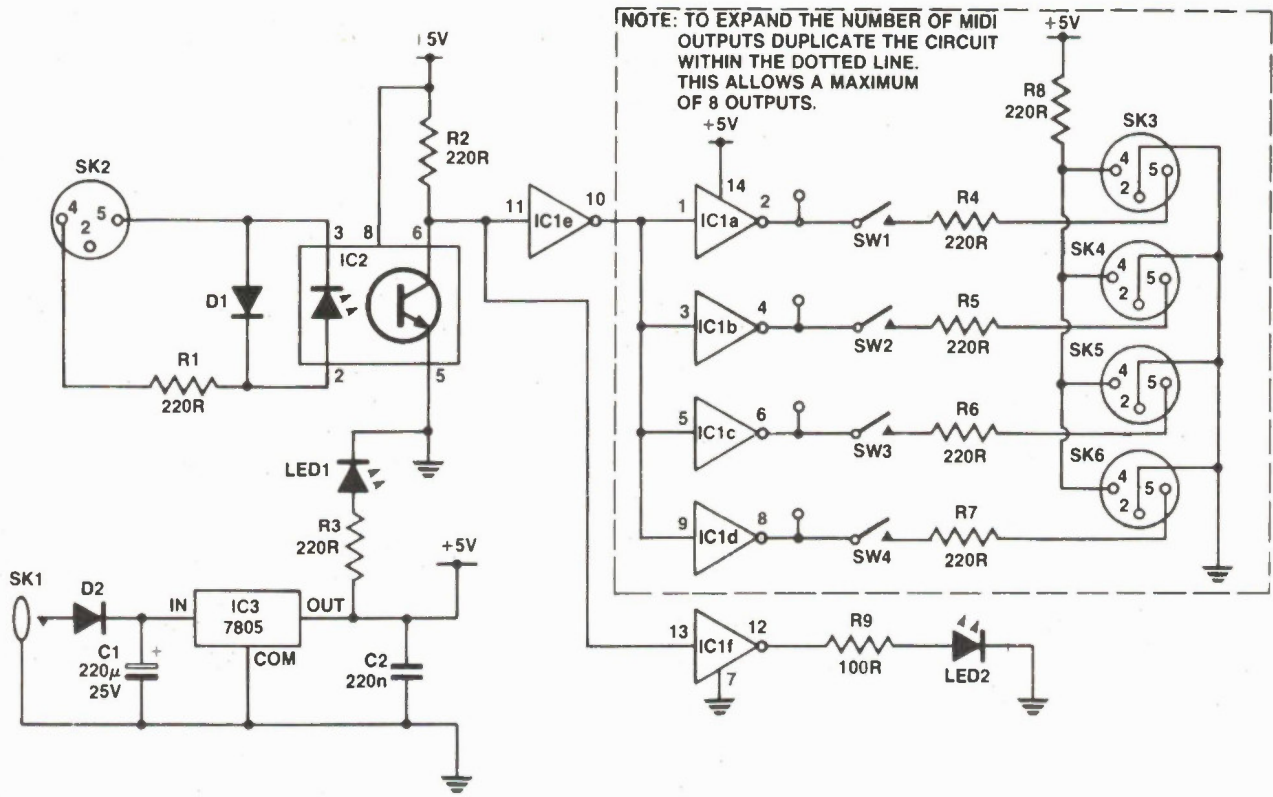 NOTE: TO EXPAND THE NUMBER OF MIDI
OUTPUTS DUPLICATE THE CIRCUIT
WITHIN THE DOTTED LINE.
THIS ALLOWS A MAXIMUM
OF 8 OUTPUTS.
+5V
+5V
+5V
R8
220R
SK3
4
5
2
R2
220R
SK2
4
5
2
3
8
6
IC2
2
5
D1
R1
220R
11
IC1e
10
14
1
IC1a
2
SW1
R4
220R
SK4
4
5
2
3
IC1b
4
SW2
R5
220R
SK5
4
5
2
5
IC1c
6
SW3
R6
220R
SK6
4
5
2
9
IC1d
8
SW4
R7
220R
LED1
R3
220R
+5V
SK1
D2
IN
IC3
7805
OUT
COM
C1
220μ
25V
+
C2
220n
13
IC1f
12
7
R9
100R
LED2